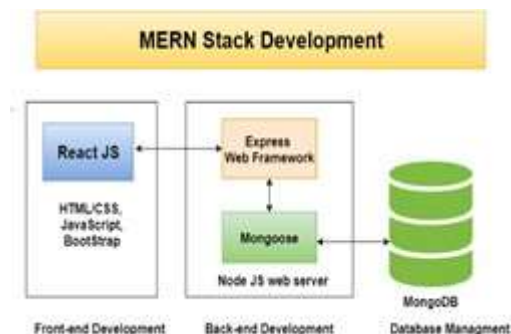 MERN Stack Development
React JS
HTML/CSS,
JavaScript,
BootStrap
Express
Web Framework
Mongoose
Node JS web server
MongoDB
Front-end Development
Back-end Development
Database Managment